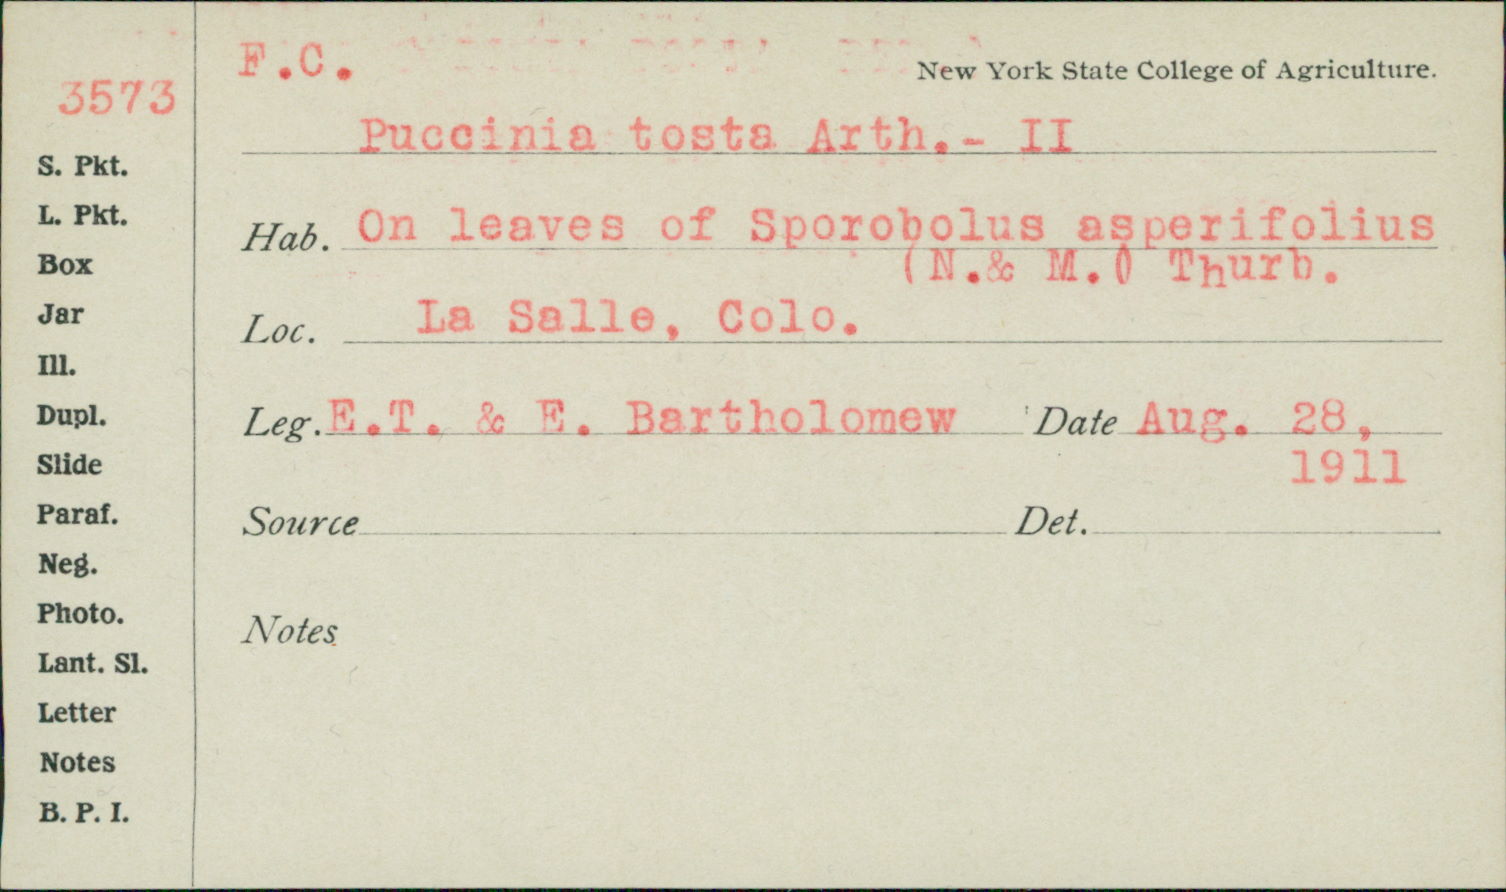 3573
F.C.
New York State College of Agriculture.
Puccinia tosta Arth.- II
Hab. On leaves of Sporobolus asperifolius
(N.& M.) Thurb.
Loc. La Salle, Colo.
Leg. E.T. & E. Bartholomew Date Aug. 28,
1911
Source Det.
Notes
S. Pkt.
L. Pkt.
Box
Jar
Ill.
Dupl.
Slide
Paraf.
Neg.
Photo.
Lant. Sl.
Letter
Notes
B. P. I.